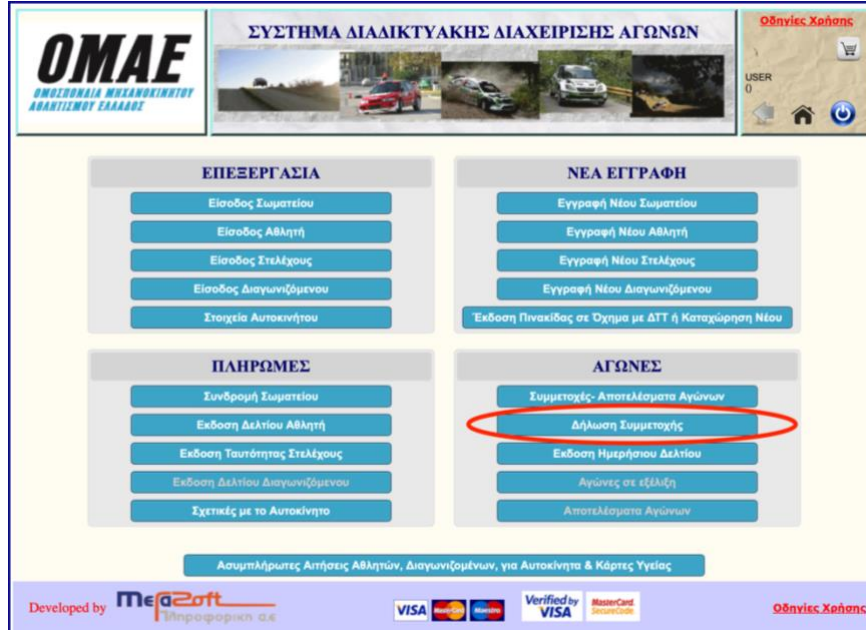 ΟΜΑΕ
ΟΜΟΣΠΟΝΔΙΑ ΜΗΧΑΝΟΚΙΝΗΤΟΥ
ΑΘΛΗΤΙΣΜΟΥ ΕΛΛΑΔΟΣ
ΣΥΣΤΗΜΑ ΔΙΑΔΙΚΤΥΑΚΗΣ ΔΙΑΧΕΙΡΙΣΗΣ ΑΓΩΝΩΝ
Οδηγίες Χρήσης
USER
()
ΕΠΕΞΕΡΓΑΣΙΑ
Είσοδος Σωματείου
Είσοδος Αθλητή
Είσοδος Στελέχους
Είσοδος Διαγωνιζόμενου
Στοιχεία Αυτοκινήτου
ΝΕΑ ΕΓΓΡΑΦΗ
Εγγραφή Νέου Σωματείου
Εγγραφή Νέου Αθλητή
Εγγραφή Νέου Στελέχους
Εγγραφή Νέου Διαγωνιζόμενου
Έκδοση Πινακίδας σε Όχημα με ΔΤΤ ή Καταχώρηση Νέου
ΠΛΗΡΩΜΕΣ
Συνδρομή Σωματείου
Εκδοση Δελτίου Αθλητή
Εκδοση Ταυτότητας Στελέχους
Εκδοση Δελτίου Διαγωνιζόμενου
Σχετικές με το Αυτοκίνητο
ΑΓΩΝΕΣ
Συμμετοχές- Αποτελέσματα Αγώνων
Δήλωση Συμμετοχής
Εκδοση Ημερήσιου Δελτίου
Αγώνες σε εξέλιξη
Αποτελέσματα Αγώνων
Ασυμπλήρωτες Αιτήσεις Αθλητών, Διαγωνιζομένων, για Αυτοκίνητα & Κάρτες Υγείας
Developed by MegaSoft
Πληροφορική α.ε
VISA MasterCard Maestro
Verified by
VISA
MasterCard.
SecureCode.
Οδηγίες Χρήσης